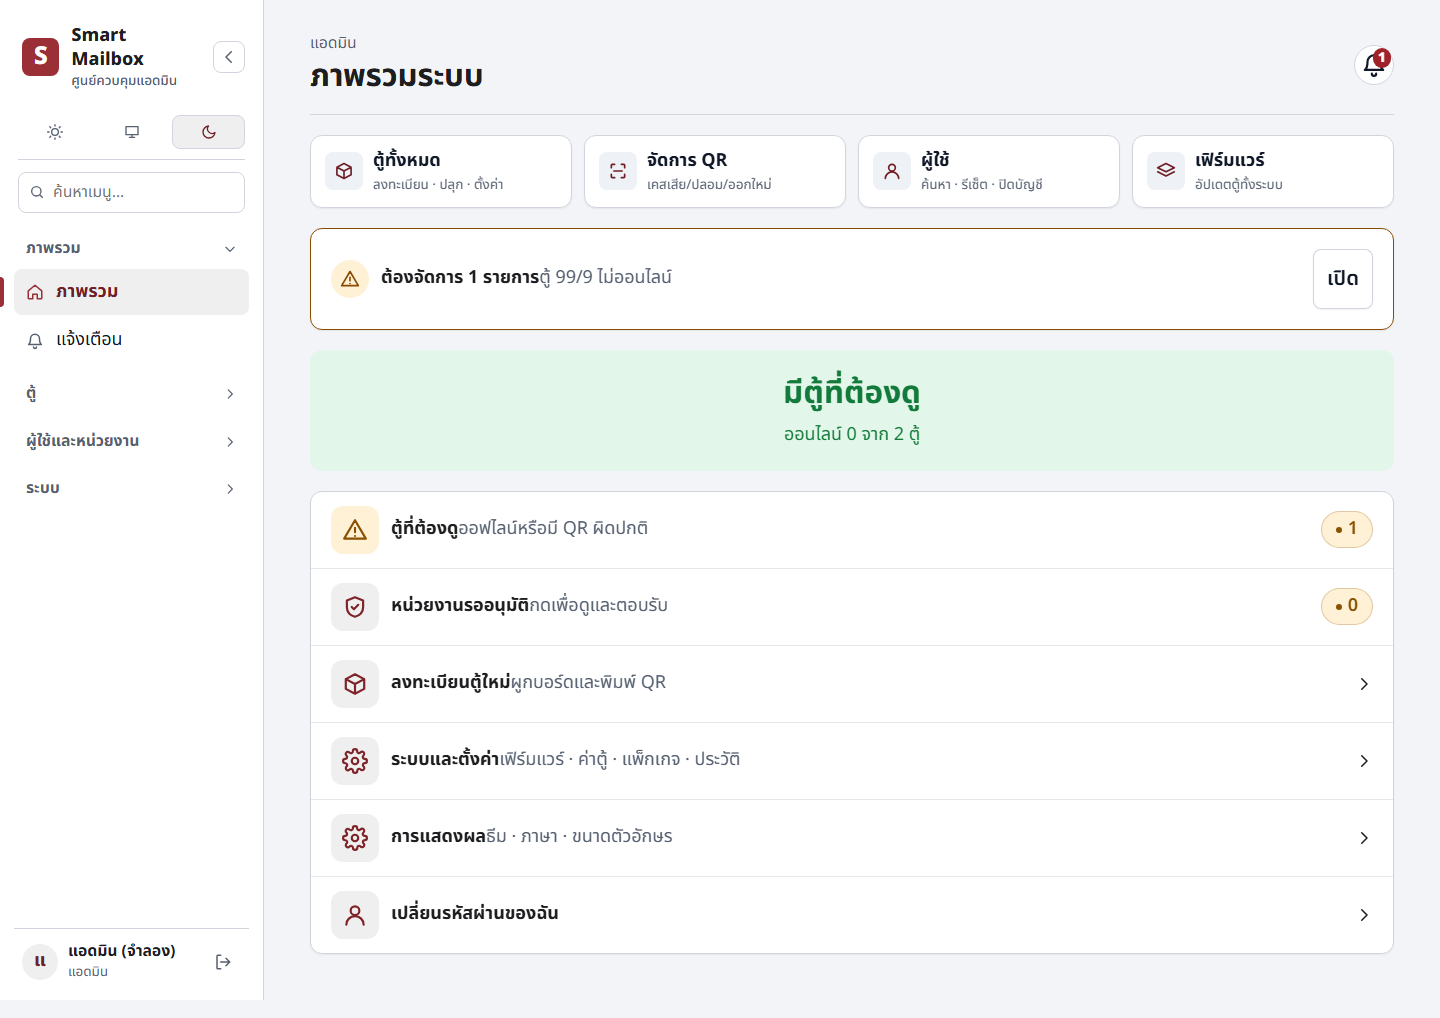 S
Smart
Mailbox
ศูนย์ควบคุมแอดมิน
ค้นหาเมนู...
ภาพรวม
ภาพรวม
แจ้งเตือน
ตู้
ผู้ใช้และหน่วยงาน
ระบบ
แ
แอดมิน (จำลอง)
แอดมิน
แอดมิน
ภาพรวมระบบ
1
ตู้ทั้งหมด
ลงทะเบียน · ปลุก · ตั้งค่า
จัดการ QR
เคสเสีย/ปลอม/ออกใหม่
ผู้ใช้
ค้นหา · รีเซ็ต · ปิดบัญชี
เฟิร์มแวร์
อัปเดตตู้ทั้งระบบ
ต้องจัดการ 1 รายการตู้ 99/9 ไม่ออนไลน์
เปิด
มีตู้ที่ต้องดู
ออนไลน์ 0 จาก 2 ตู้
ตู้ที่ต้องดูออฟไลน์หรือมี QR ผิดปกติ
• 1
หน่วยงานรออนุมัติกดเพื่อดูและตอบรับ
• 0
ลงทะเบียนตู้ใหม่ผูกบอร์ดและพิมพ์ QR
ระบบและตั้งค่าเฟิร์มแวร์ · ค่าตู้ · แพ็กเกจ · ประวัติ
การแสดงผลธีม · ภาษา · ขนาดตัวอักษร
เปลี่ยนรหัสผ่านของฉัน